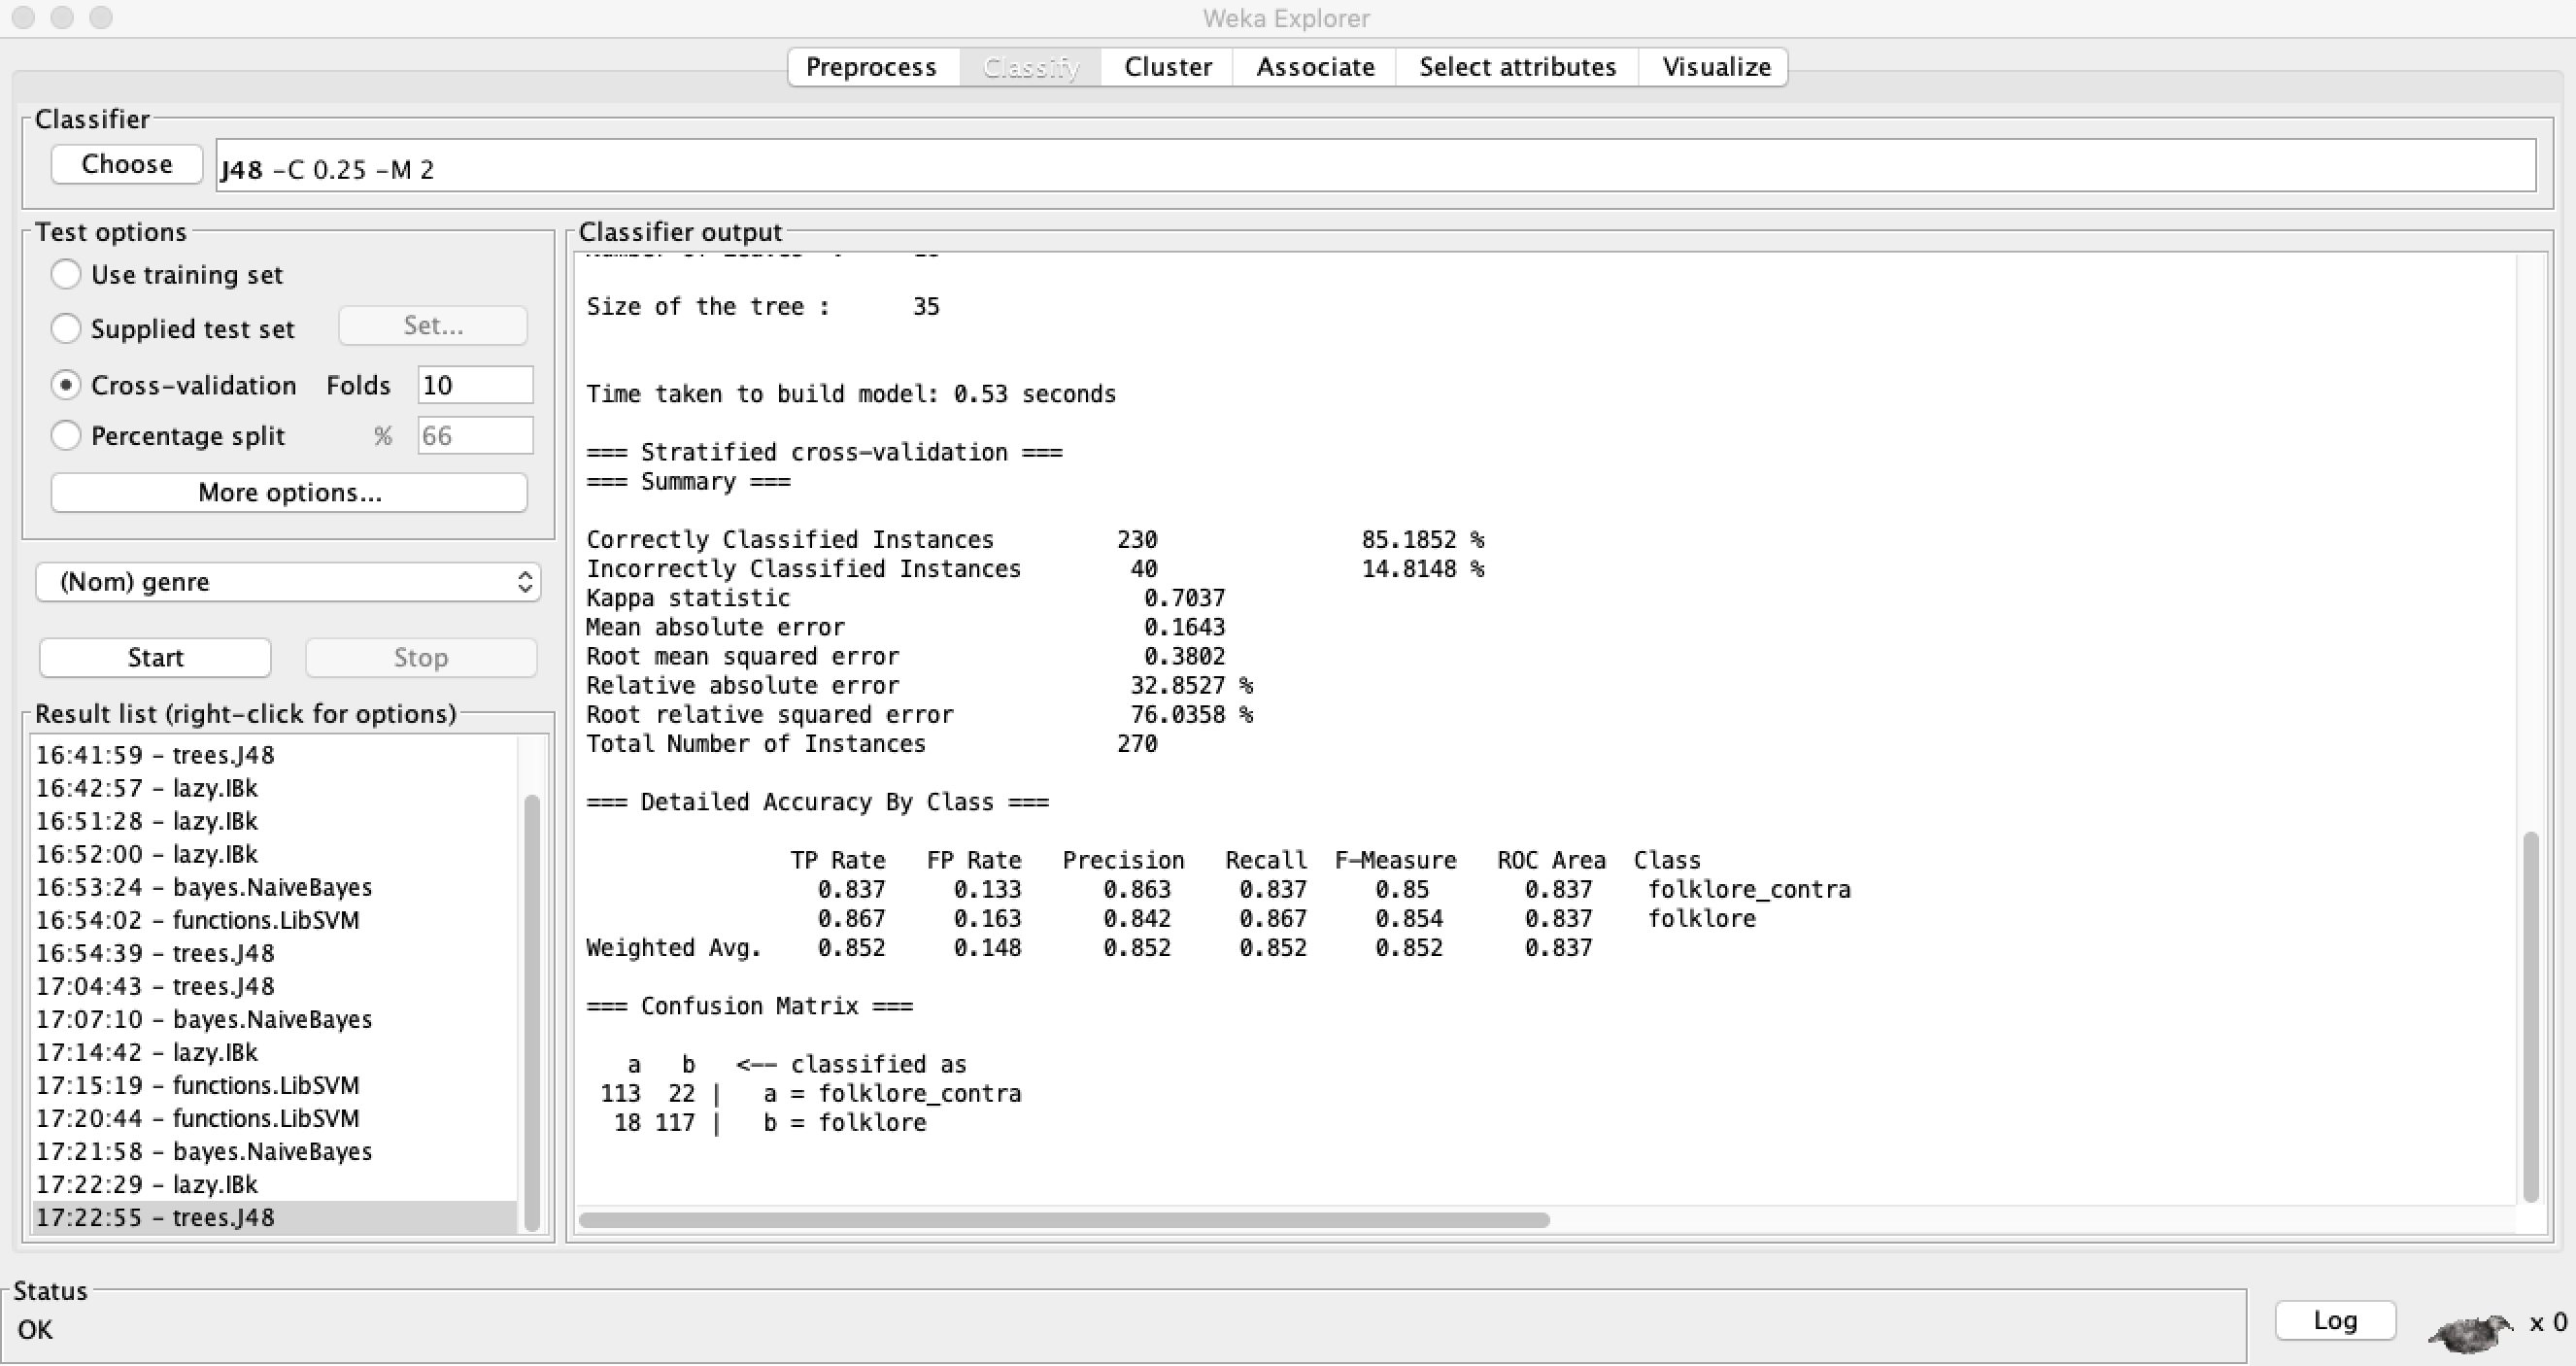 Weka Explorer
Preprocess Classify Cluster Associate Select attributes Visualize
Classifier
Choose J48 -C 0.25 -M 2
Test options
Use training set
Supplied test set Set...
Cross-validation Folds 10
Percentage split % 66
More options...
(Nom) genre
Start Stop
Result list (right-click for options)
16:41:59 - trees.J48
16:42:57 - lazy.IBk
16:51:28 - lazy.IBk
16:52:00 - lazy.IBk
16:53:24 - bayes.NaiveBayes
16:54:02 - functions.LibSVM
16:54:39 - trees.J48
17:04:43 - trees.J48
17:07:10 - bayes.NaiveBayes
17:14:42 - lazy.IBk
17:15:19 - functions.LibSVM
17:20:44 - functions.LibSVM
17:21:58 - bayes.NaiveBayes
17:22:29 - lazy.IBk
17:22:55 - trees.J48
Classifier output
Size of the tree : 35
Time taken to build model: 0.53 seconds
=== Stratified cross-validation ===
=== Summary ===
Correctly Classified Instances 230 85.1852 %
Incorrectly Classified Instances 40 14.8148 %
Kappa statistic 0.7037
Mean absolute error 0.1643
Root mean squared error 0.3802
Relative absolute error 32.8527 %
Root relative squared error 76.0358 %
Total Number of Instances 270
=== Detailed Accuracy By Class ===
TP Rate FP Rate Precision Recall F-Measure ROC Area Class
0.837 0.133 0.863 0.837 0.85 0.837 folklore_contra
0.867 0.163 0.842 0.867 0.854 0.837 folklore
Weighted Avg. 0.852 0.148 0.852 0.852 0.852 0.837
=== Confusion Matrix ===
a b <-- classified as
113 22 | a = folklore_contra
18 117 | b = folklore
Status
OK
Log x 0